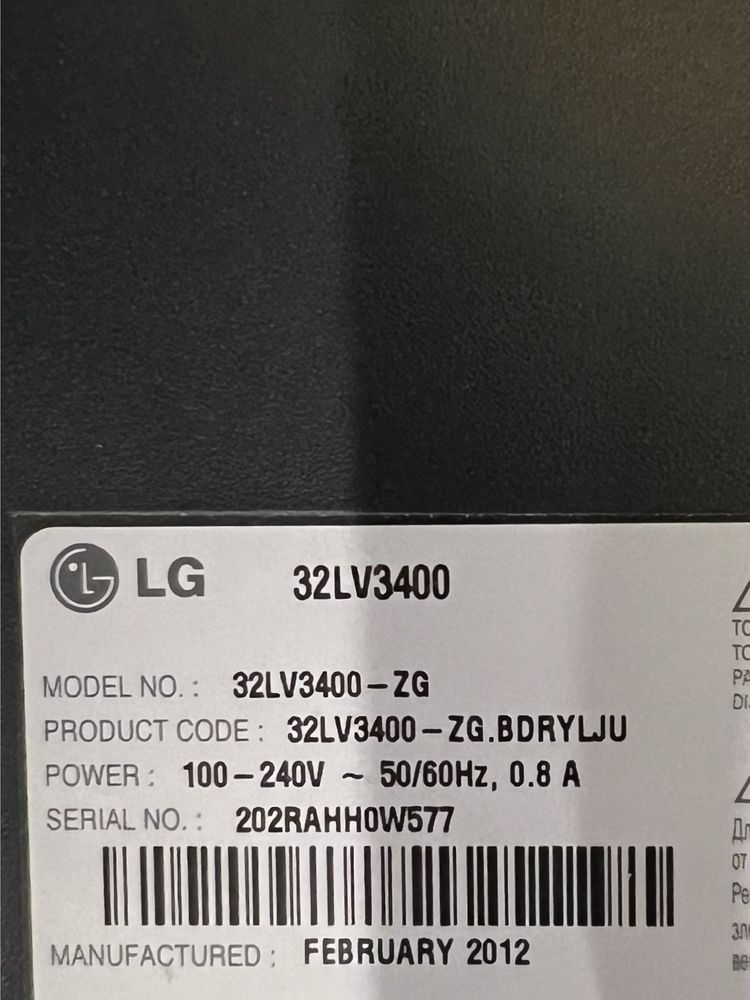 LG 32LV3400
MODEL NO. : 32LV3400-ZG
PRODUCT CODE : 32LV3400-ZG.BDRYLJU
POWER : 100-240V ~ 50/60Hz, 0.8 A
SERIAL NO. : 202RAHH0W577
MANUFACTURED : FEBRUARY 2012
от